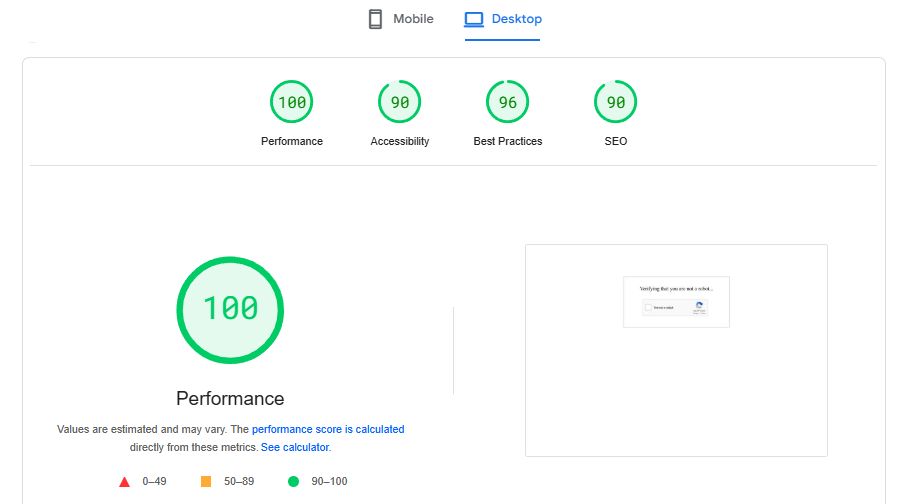 Mobile
Desktop
100
90
96
90
Performance
Accessibility
Best Practices
SEO
100
Verifying that you are not a robot...
Performance
Values are estimated and may vary. The performance score is calculated
directly from these metrics. See calculator.
0–49
50–89
90–100